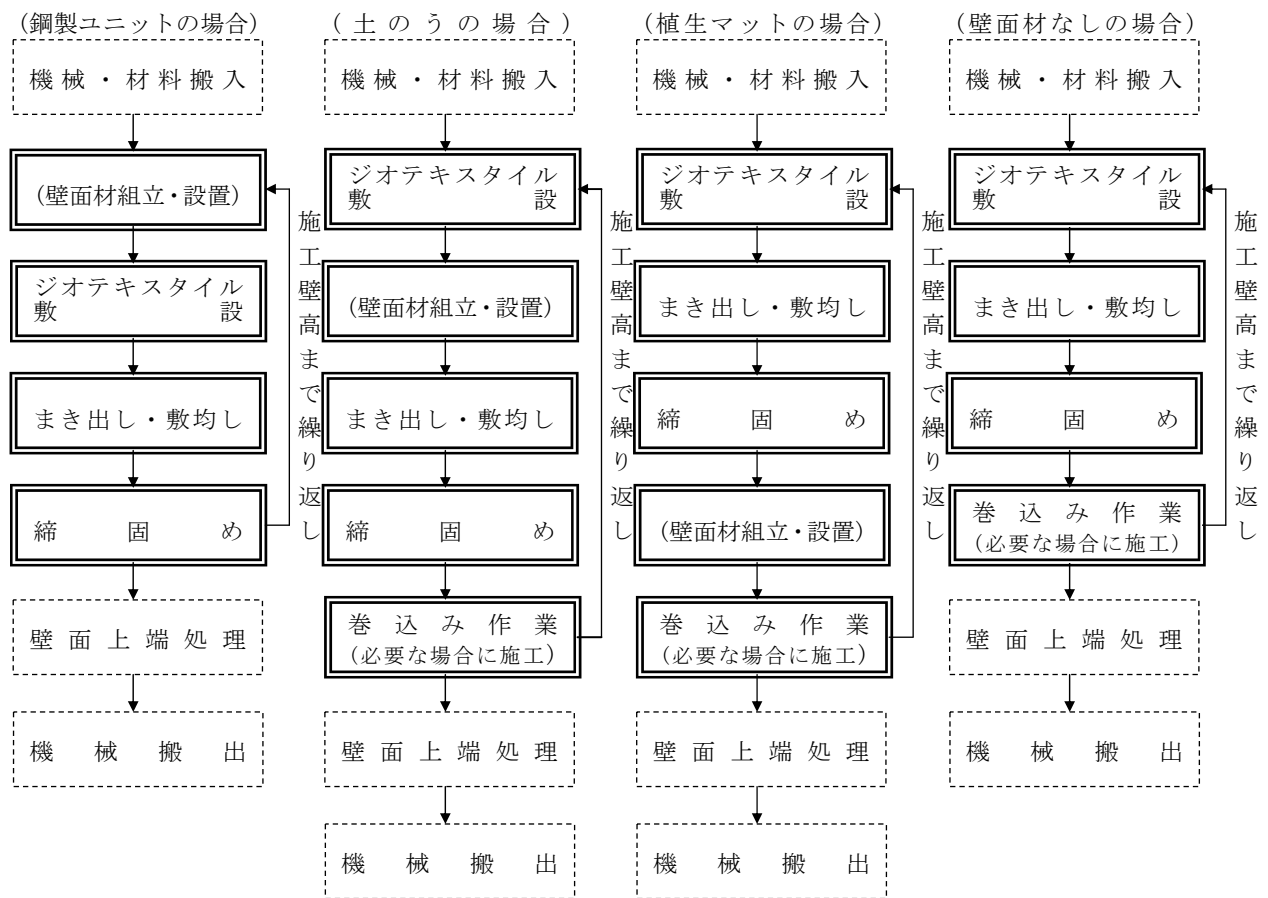 (鋼製ユニットの場合)
機械・材料搬入
(壁面材組立・設置)
ジオテキスタイル
敷設
まき出し・敷均し
締固め
施工壁高まで繰り返し
壁面上端処理
機械搬出
(土のうの場合)
機械・材料搬入
ジオテキスタイル
敷設
(壁面材組立・設置)
まき出し・敷均し
締固め
巻込み作業
(必要な場合に施工)
施工壁高まで繰り返し
壁面上端処理
機械搬出
(植生マットの場合)
機械・材料搬入
ジオテキスタイル
敷設
まき出し・敷均し
締固め
(壁面材組立・設置)
巻込み作業
(必要な場合に施工)
施工壁高まで繰り返し
壁面上端処理
機械搬出
(壁面材なしの場合)
機械・材料搬入
ジオテキスタイル
敷設
まき出し・敷均し
締固め
巻込み作業
(必要な場合に施工)
施工壁高まで繰り返し
壁面上端処理
機械搬出